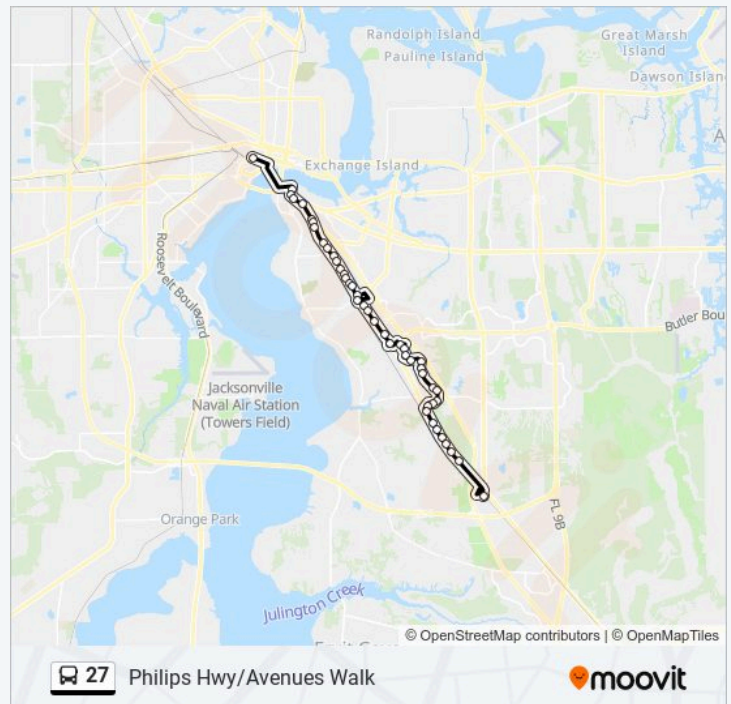 Randolph Island
Pauline Island
Great Marsh
Island
Dawson Island
A
Exchange Island
Roosevelt Boulevard
Butler Bou
Jacksonville
Naval Air Station
(Towers Field)
Orange Park
FL 9B
Julington Creek
© OpenStreetMap contributors | © OpenMapTiles
27 Philips Hwy/Avenues Walk
moovit